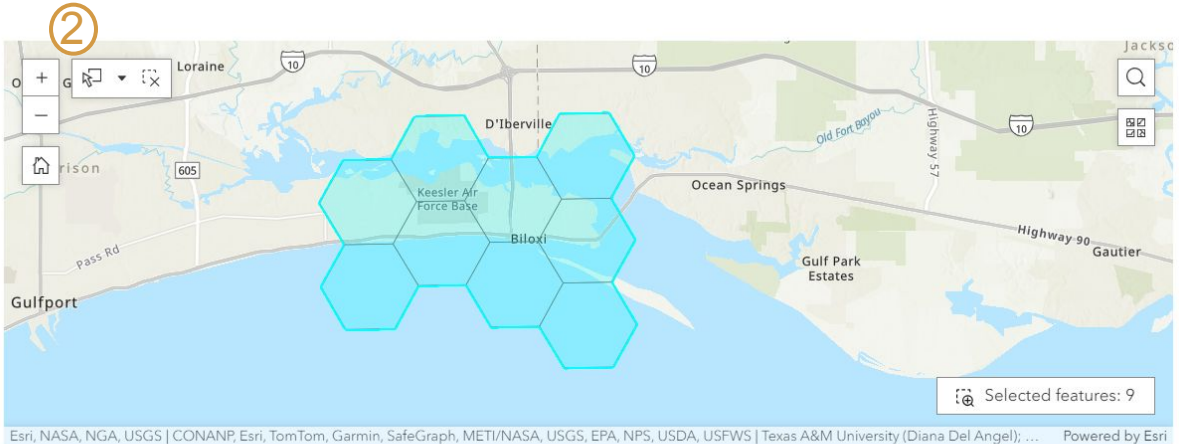 2
Jackso
Loraine
10
10
G
D'Iberville
Old Fort Bayou
Highway 57
10
rison
605
Keesler Air
Force Base
Ocean Springs
Biloxi
Highway 90
Gautier
Pass Rd
Gulf Park
Estates
Gulfport
Selected features: 9
Esri, NASA, NGA, USGS | CONANP, Esri, TomTom, Garmin, SafeGraph, METI/NASA, USGS, EPA, NPS, USDA, USFWS | Texas A&M University (Diana Del Angel); ... Powered by Esri